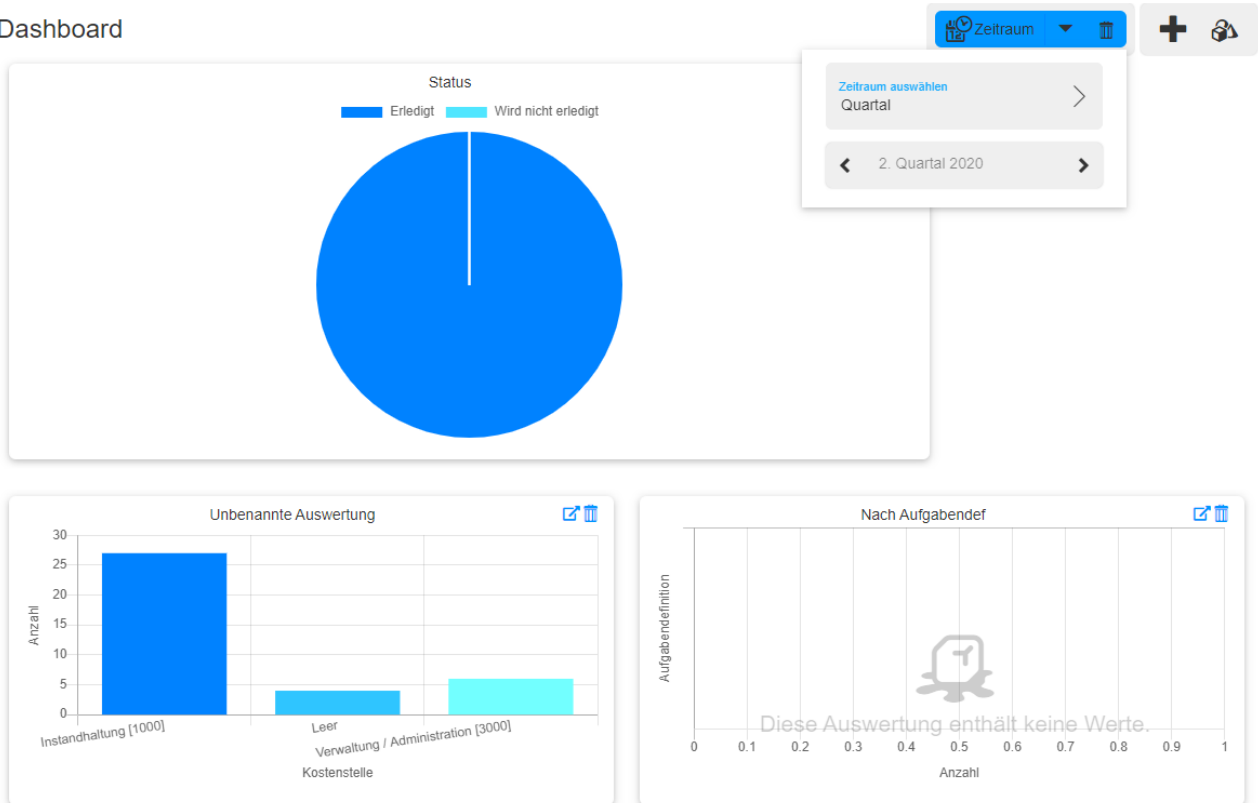 Dashboard
Zeitraum
Zeitraum auswählen
Quartal
2. Quartal 2020
Status
Erledigt Wird nicht erledigt
Unbenannte Auswertung
30
25
20
15
10
5
0
Anzahl
Instandhaltung [1000]
Leer
Verwaltung / Administration [3000]
Kostenstelle
Nach Aufgabendef
Aufgabendefinition
Diese Auswertung enthält keine Werte.
0 0.1 0.2 0.3 0.4 0.5 0.6 0.7 0.8 0.9 1
Anzahl